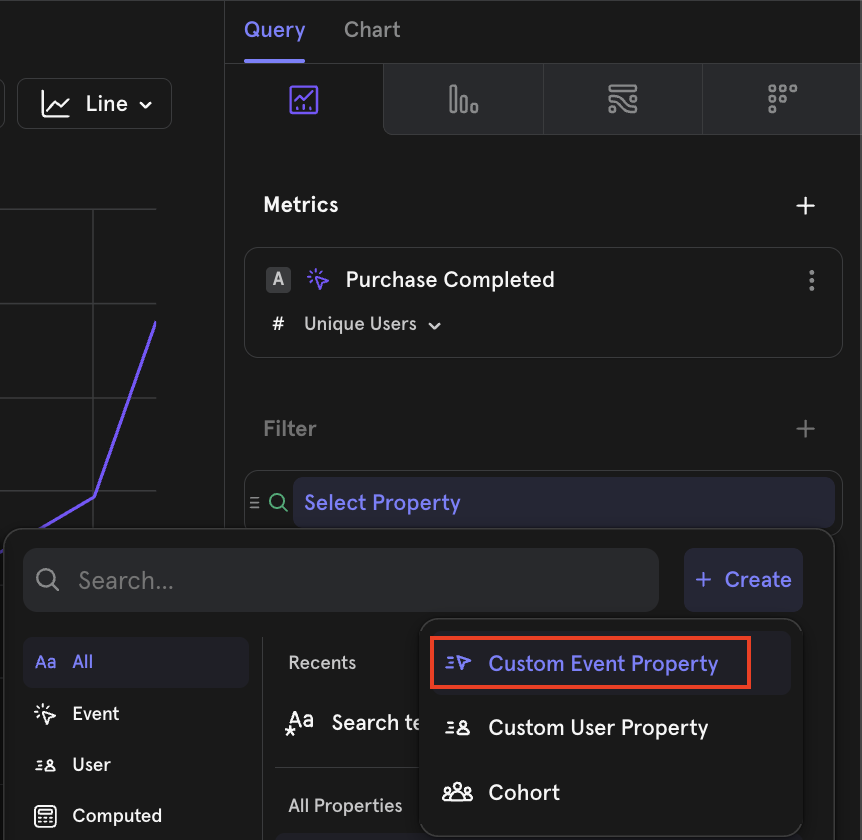 Query Chart
Line
Metrics
A Purchase Completed
# Unique Users
Filter
Select Property
Search...
+ Create
Aa All
Recents
Custom Event Property
Event
Aa Search te
Custom User Property
User
Cohort
All Properties
Computed